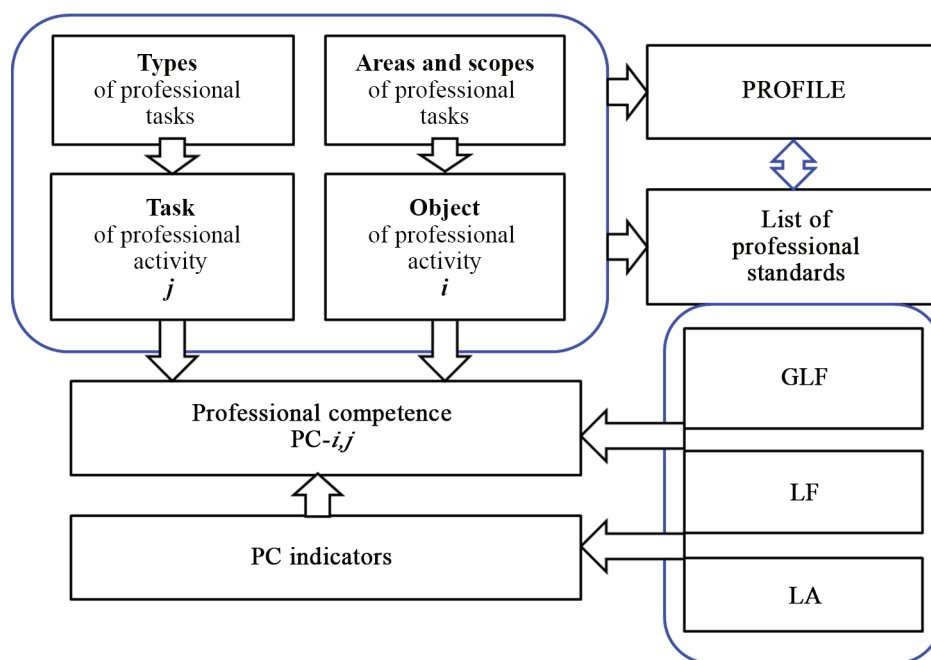 Types
of professional
tasks
Areas and scopes
of professional
tasks
PROFILE
Task
of professional
activity
j
Object
of professional
activity
i
List of
professional
standards
GLF
Professional competence
PC-i,j
LF
PC indicators
LA